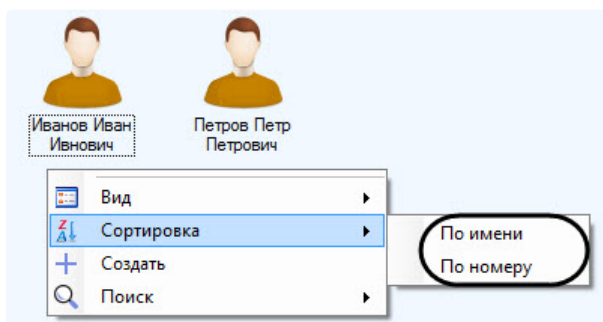 Иванов Иван
Ивнович
Петров Петр
Петрович
Вид
Сортировка
Создать
Поиск
По имени
По номеру